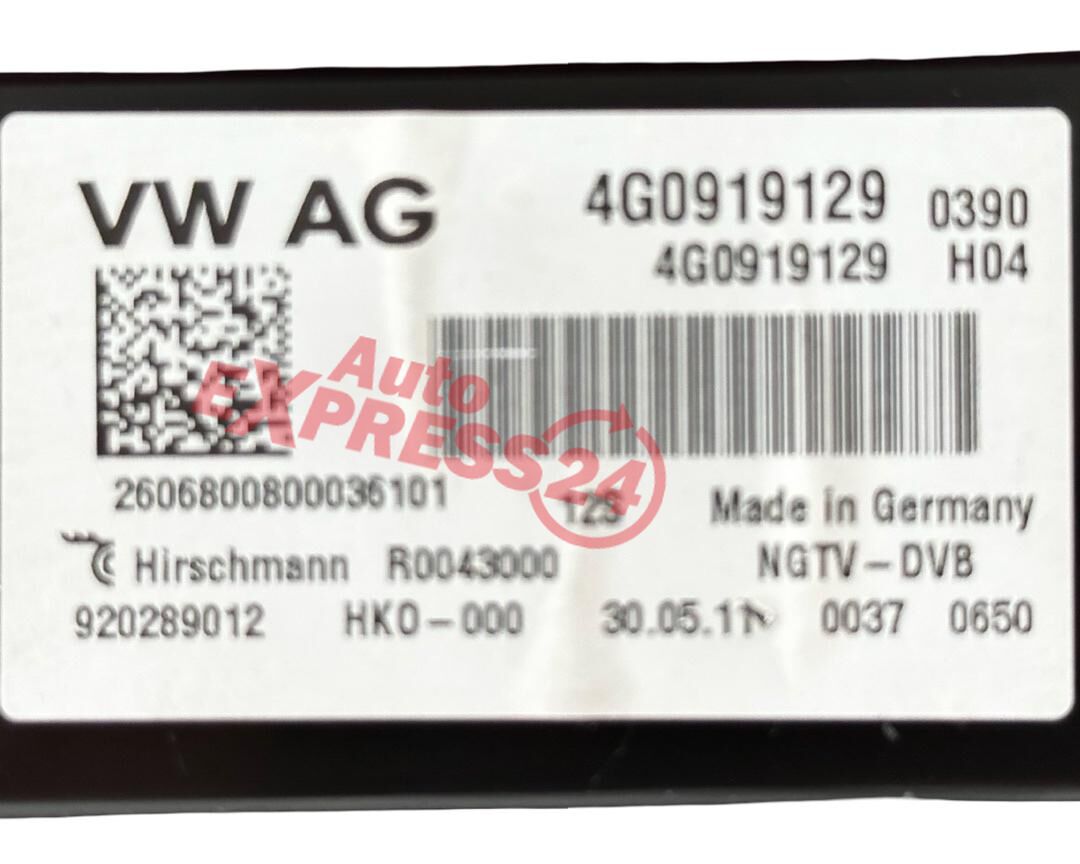 VW AG 4G0919129 0390
4G0919129 H04
Auto
EXPRESS24
2606800800036101 Made in Germany
Hirschmann R0043000 NGTV-DVB
920289012 HK0-000 0037 0650